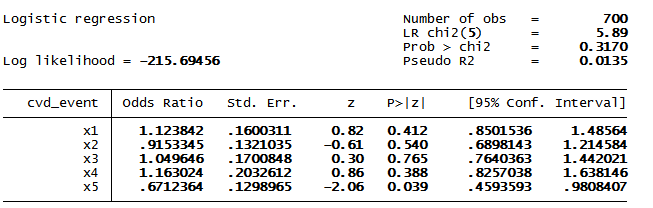 Logistic regression Number of obs = 700
LR chi2(5) = 5.89
Prob > chi2 = 0.3170
Log likelihood = -215.69456 Pseudo R2 = 0.0135
cvd_event Odds Ratio Std. Err. z P>|z| [95% Conf. Interval]
x1 1.123842 .1600311 0.82 0.412 .8501536 1.48564
x2 .9153345 .1321035 -0.61 0.540 .6898143 1.214584
x3 1.049646 .1700848 0.30 0.765 .7640363 1.442021
x4 1.163024 .2032612 0.86 0.388 .8257038 1.638146
x5 .6712364 .1298965 -2.06 0.039 .4593593 .9808407